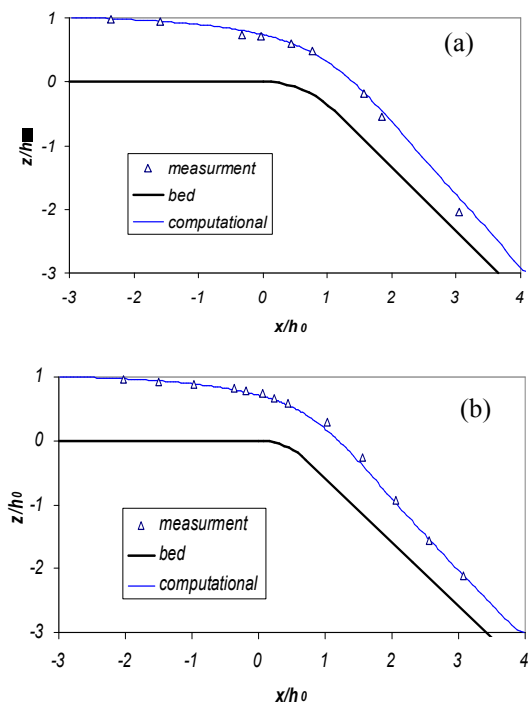 (a)
1
0
-1
-2
-3
z/h
measurment
bed
computational
-3 -2 -1 0 1 2 3 4
x/h0
(b)
1
0
-1
-2
-3
z/h0
measurment
bed
computational
-3 -2 -1 0 1 2 3 4
x/h0